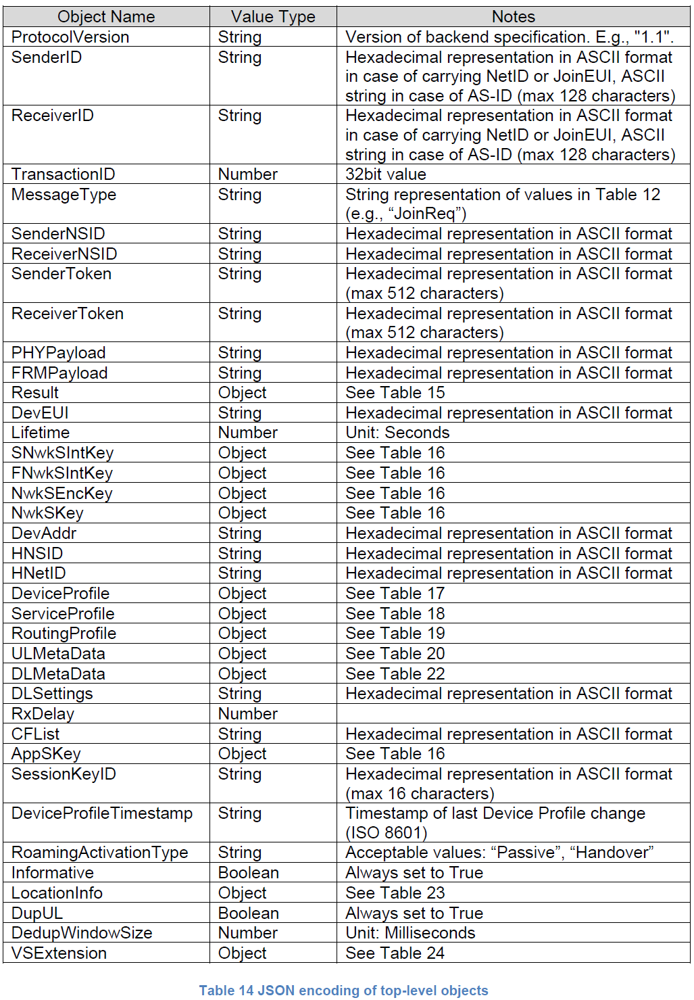 Object Name Value Type Notes
ProtocolVersion String Version of backend specification. E.g., "1.1".
SenderID String Hexadecimal representation in ASCII format
in case of carrying NetID or JoinEUI, ASCII
string in case of AS-ID (max 128 characters)
ReceiverID String Hexadecimal representation in ASCII format
in case of carrying NetID or JoinEUI, ASCII
string in case of AS-ID (max 128 characters)
TransactionID Number 32bit value
MessageType String String representation of values in Table 12
(e.g., “JoinReq”)
SenderNSID String Hexadecimal representation in ASCII format
ReceiverNSID String Hexadecimal representation in ASCII format
SenderToken String Hexadecimal representation in ASCII format
(max 512 characters)
ReceiverToken String Hexadecimal representation in ASCII format
(max 512 characters)
PHYPayload String Hexadecimal representation in ASCII format
FRMPayload String Hexadecimal representation in ASCII format
Result Object See Table 15
DevEUI String Hexadecimal representation in ASCII format
Lifetime Number Unit: Seconds
SNwkSIntKey Object See Table 16
FNwkSIntKey Object See Table 16
NwkSEncKey Object See Table 16
NwkSKey Object See Table 16
DevAddr String Hexadecimal representation in ASCII format
HNSID String Hexadecimal representation in ASCII format
HNetID String Hexadecimal representation in ASCII format
DeviceProfile Object See Table 17
ServiceProfile Object See Table 18
RoutingProfile Object See Table 19
ULMetaData Object See Table 20
DLMetaData Object See Table 22
DLSettings String Hexadecimal representation in ASCII format
RxDelay Number
CFList String Hexadecimal representation in ASCII format
AppSKey Object See Table 16
SessionKeyID String Hexadecimal representation in ASCII format
(max 16 characters)
DeviceProfileTimestamp String Timestamp of last Device Profile change
(ISO 8601)
RoamingActivationType String Acceptable values: “Passive”, “Handover”
Informative Boolean Always set to True
LocationInfo Object See Table 23
DupUL Boolean Always set to True
DedupWindowSize Number Unit: Milliseconds
VSExtension Object See Table 24
Table 14 JSON encoding of top-level objects